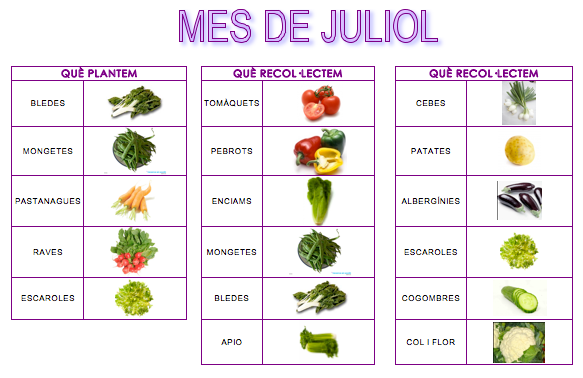 MES DE JULIOL
QUÈ PLANTEM
BLEDES
MONGETES
PASTANAGUES
RAVES
ESCAROLES
QUÈ RECOL·LECTEM
TOMÀQUETS
PEBROTS
ENCIAMS
MONGETES
BLEDES
APIO
QUÈ RECOL·LECTEM
CEBES
PATATES
ALBERGÍNIES
ESCAROLES
COGOMBRES
COL I FLOR